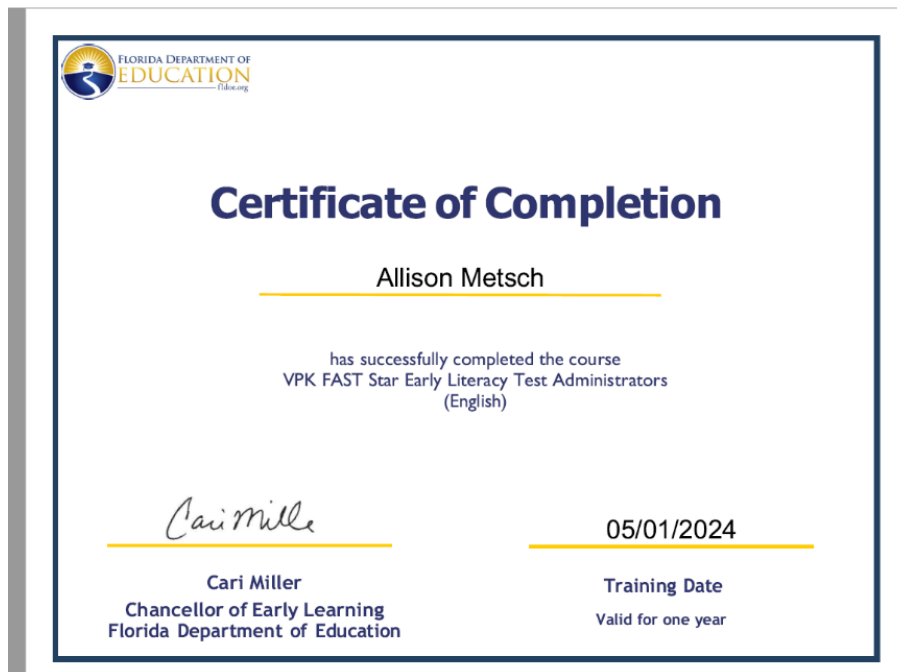 FLORIDA DEPARTMENT OF
EDUCATION
fldoe.org
Certificate of Completion
Allison Metsch
has successfully completed the course
VPK FAST Star Early Literacy Test Administrators
(English)
Cari Mille
05/01/2024
Cari Miller
Chancellor of Early Learning
Florida Department of Education
Training Date
Valid for one year